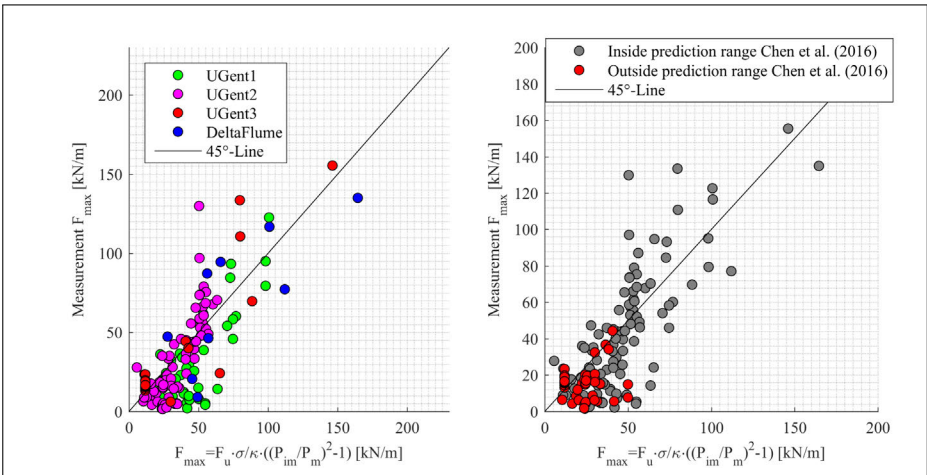 UGent1
UGent2
UGent3
DeltaFlume
45°-Line
Measurement F_max [kN/m]
200
150
100
50
0
0 50 100 150 200
F_max=F_u·σ/κ·((P_im/P_m)^2-1) [kN/m]
Inside prediction range Chen et al. (2016)
Outside prediction range Chen et al. (2016)
45°-Line
Measurement F_max [kN/m]
200
180
160
140
120
100
80
60
40
20
0
0 50 100 150 200
F_max=F_u·σ/κ·((P_im/P_m)^2-1) [kN/m]